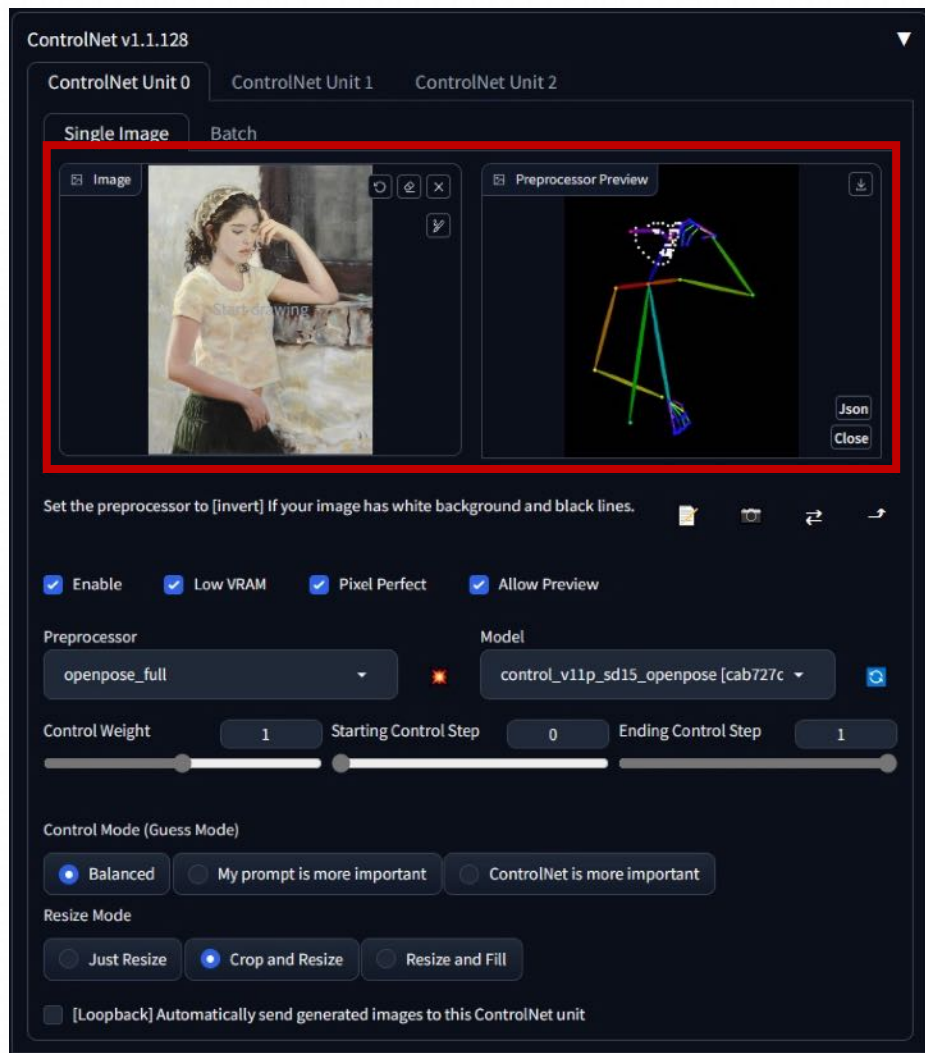 ControlNet v1.1.128
ControlNet Unit 0 ControlNet Unit 1 ControlNet Unit 2
Single Image Batch
Image Preprocessor Preview
Start drawing
Json
Close
Set the preprocessor to [invert] If your image has white background and black lines.
Enable Low VRAM Pixel Perfect Allow Preview
Preprocessor Model
openpose_full control_v11p_sd15_openpose [cab727c
Control Weight 1 Starting Control Step 0 Ending Control Step 1
Control Mode (Guess Mode)
Balanced My prompt is more important ControlNet is more important
Resize Mode
Just Resize Crop and Resize Resize and Fill
[Loopback] Automatically send generated images to this ControlNet unit